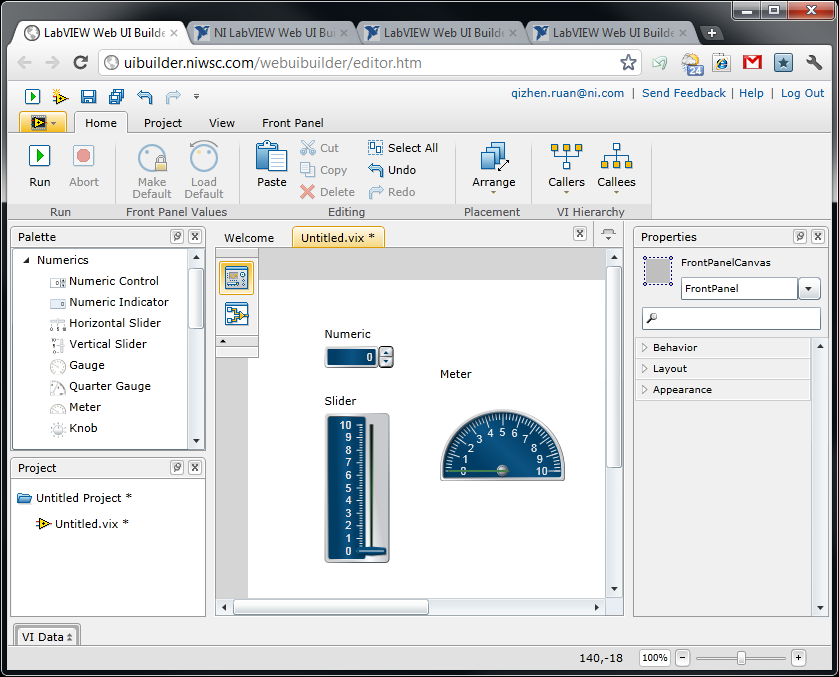 LabVIEW Web UI Builde
NI LabVIEW Web UI Buil
LabVIEW Web UI Builde
LabVIEW Web UI Builde
uibuilder.niwsc.com/webuibuilder/editor.htm
24
qizhen.ruan@ni.com | Send Feedback | Help | Log Out
Home Project View Front Panel
Run Abort
Run
Make Default
Load Default
Front Panel Values
Paste
Cut
Copy
Delete
Select All
Undo
Redo
Editing
Arrange
Placement
Callers Callees
VI Hierarchy
Palette
Numerics
Numeric Control
Numeric Indicator
Horizontal Slider
Vertical Slider
Gauge
Quarter Gauge
Meter
Knob
Project
Untitled Project *
Untitled.vix *
Welcome Untitled.vix *
Numeric
0
Slider
10
9
8
7
6
5
4
3
2
1
0
Meter
0 1 2 3 4 5 6 7 8 9 10
Properties
FrontPanelCanvas
FrontPanel
Behavior
Layout
Appearance
VI Data
140,-18 100%